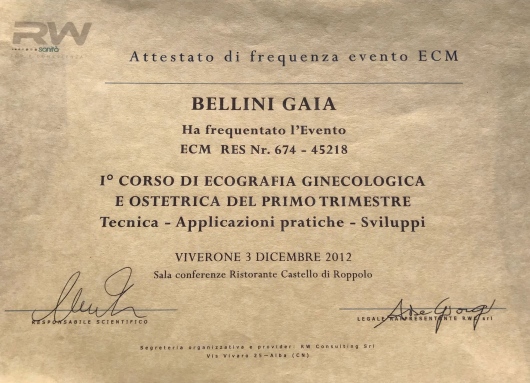 RW
sanità
Attestato di frequenza evento ECM
BELLINI GAIA
Ha frequentato l'Evento
ECM RES Nr. 674 - 45218
I° CORSO DI ECOGRAFIA GINECOLOGICA
E OSTETRICA DEL PRIMO TRIMESTRE
Tecnica - Applicazioni pratiche - Sviluppi
VIVERONE 3 DICEMBRE 2012
Sala conferenze Ristorante Castello di Roppolo
RESPONSABILE SCIENTIFICO
LEGALE RAPPRESENTANTE RWC srl
Segreteria organizzativa e provider: RW Consulting Srl
Via Vivaro 25-Alba (CN)